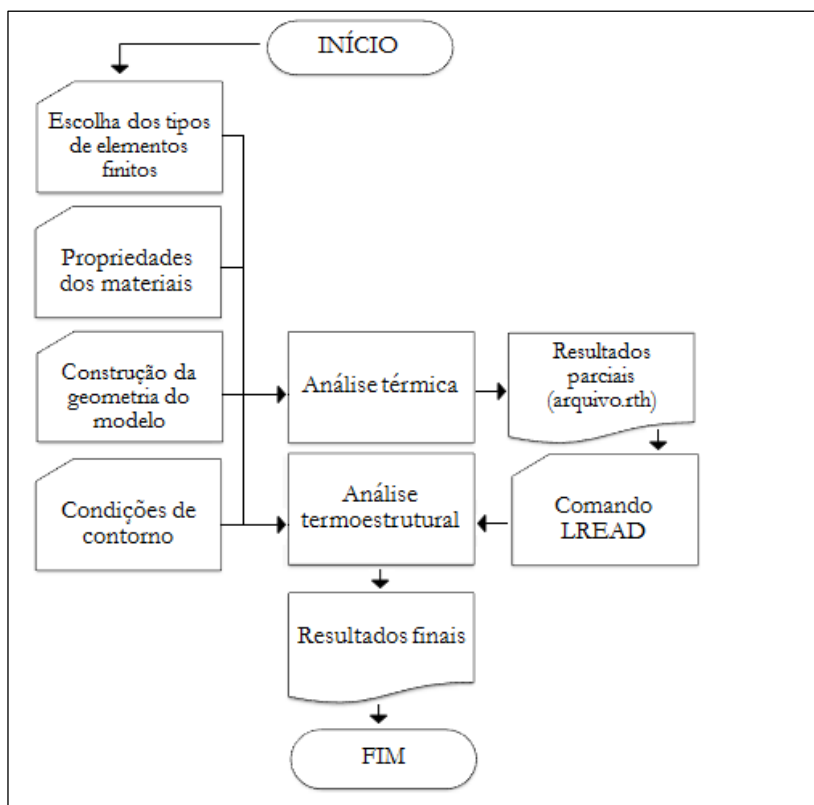 INÍCIO
Escolha dos tipos
de elementos
finitos
Propriedades
dos materiais
Construção da
geometria do
modelo
Condições de
contorno
Análise térmica
Resultados
parciais
(arquivo.rth)
Análise
termoestrutural
Comando
LREAD
Resultados finais
FIM